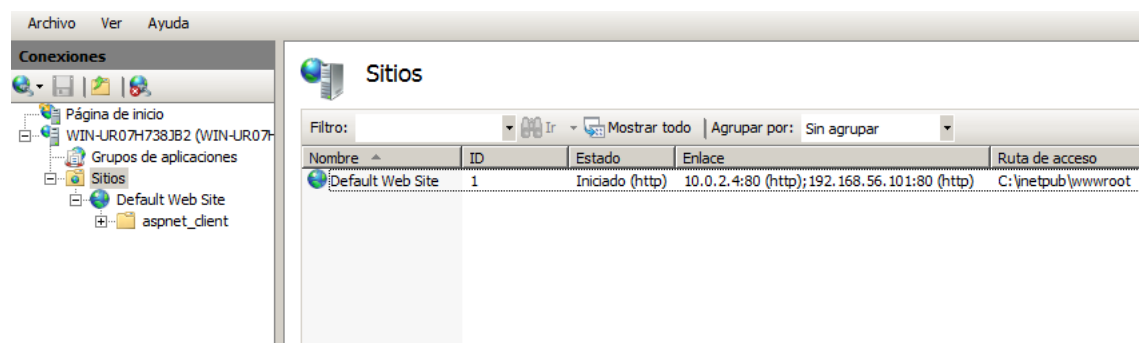 Archivo Ver Ayuda
Conexiones
Página de inicio
WIN-UR07H738JB2 (WIN-UR07H
Grupos de aplicaciones
Sitios
Default Web Site
aspnet_client
Sitios
Filtro: Ir Mostrar todo Agrupar por: Sin agrupar
Nombre ID Estado Enlace Ruta de acceso
Default Web Site 1 Iniciado (http) 10.0.2.4:80 (http);192.168.56.101:80 (http) C:\inetpub\wwwroot